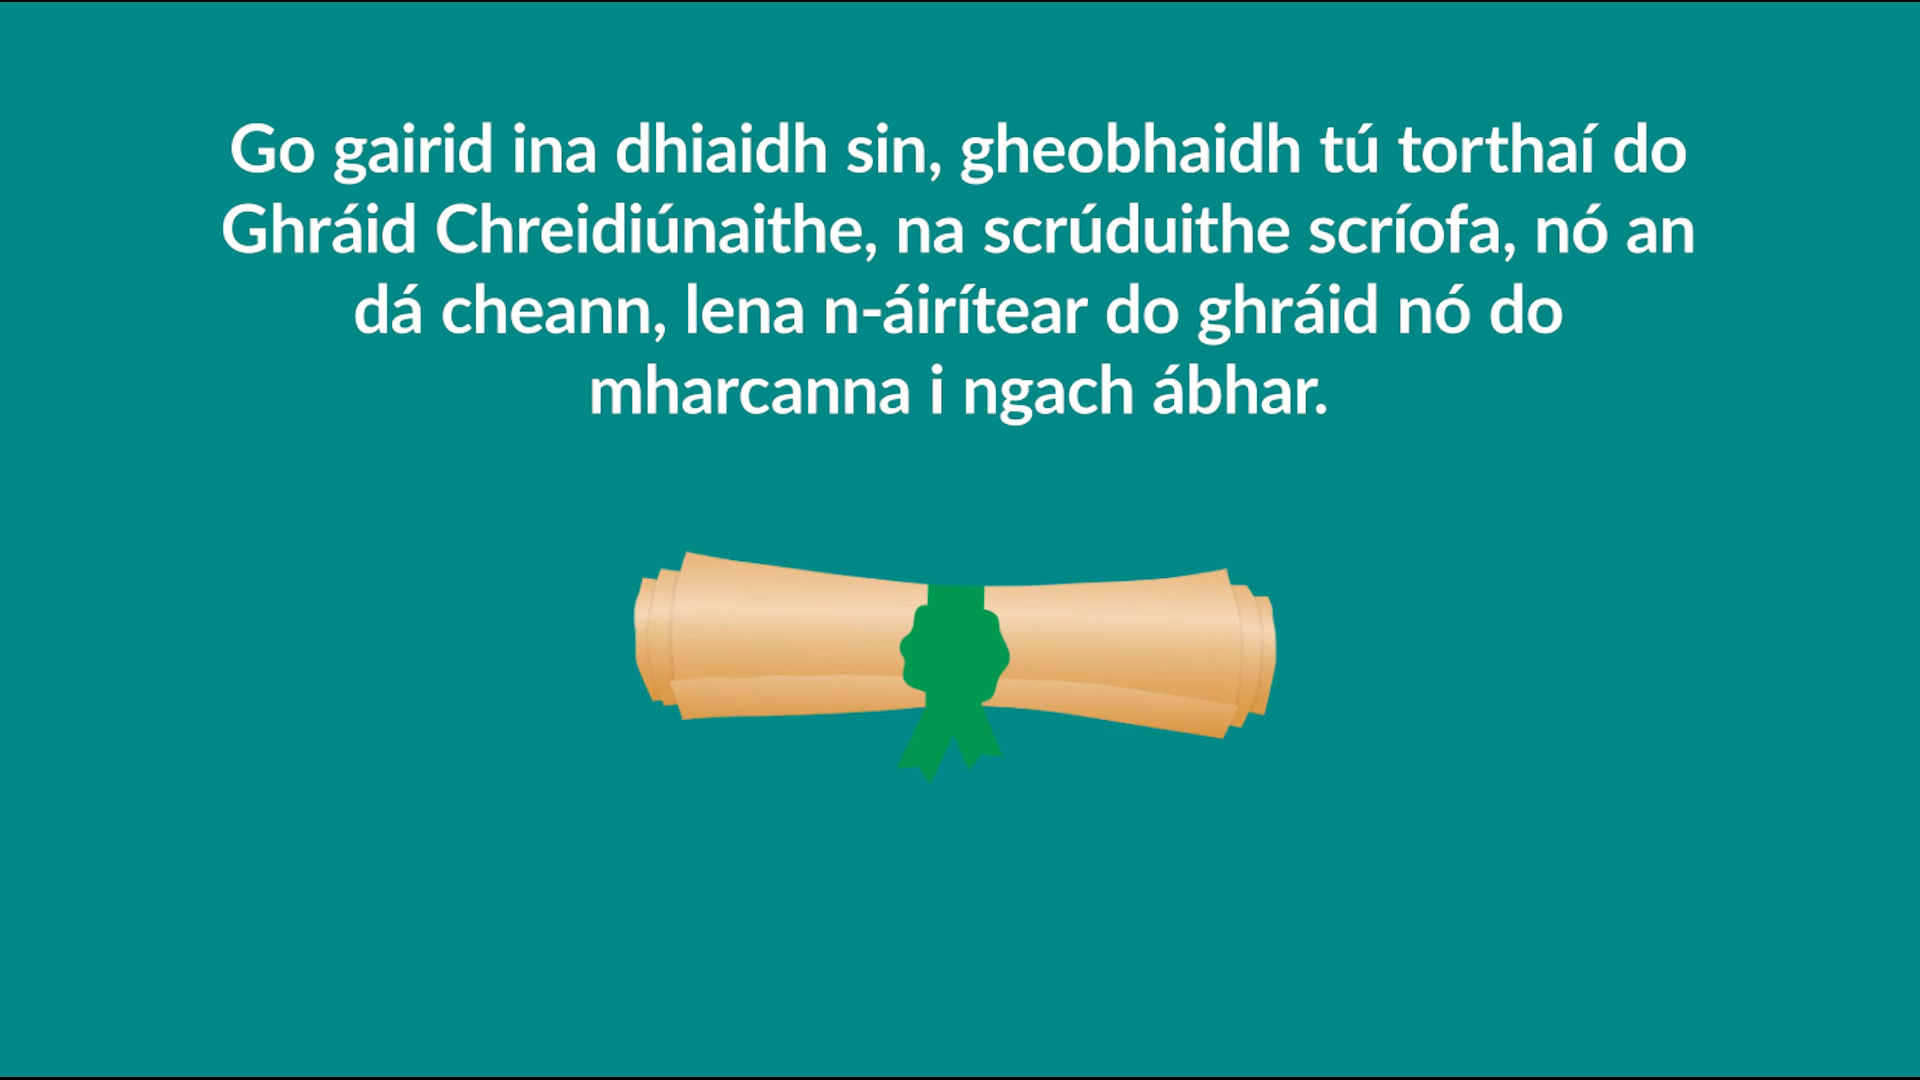 Go gairid ina dhiaidh sin, gheobhaidh tú torthaí do
Ghráid Chreidiúnaithe, na scrúduithe scríofa, nó an
dá cheann, lena n-áirítear do ghráid nó do
mharcanna i ngach ábhar.